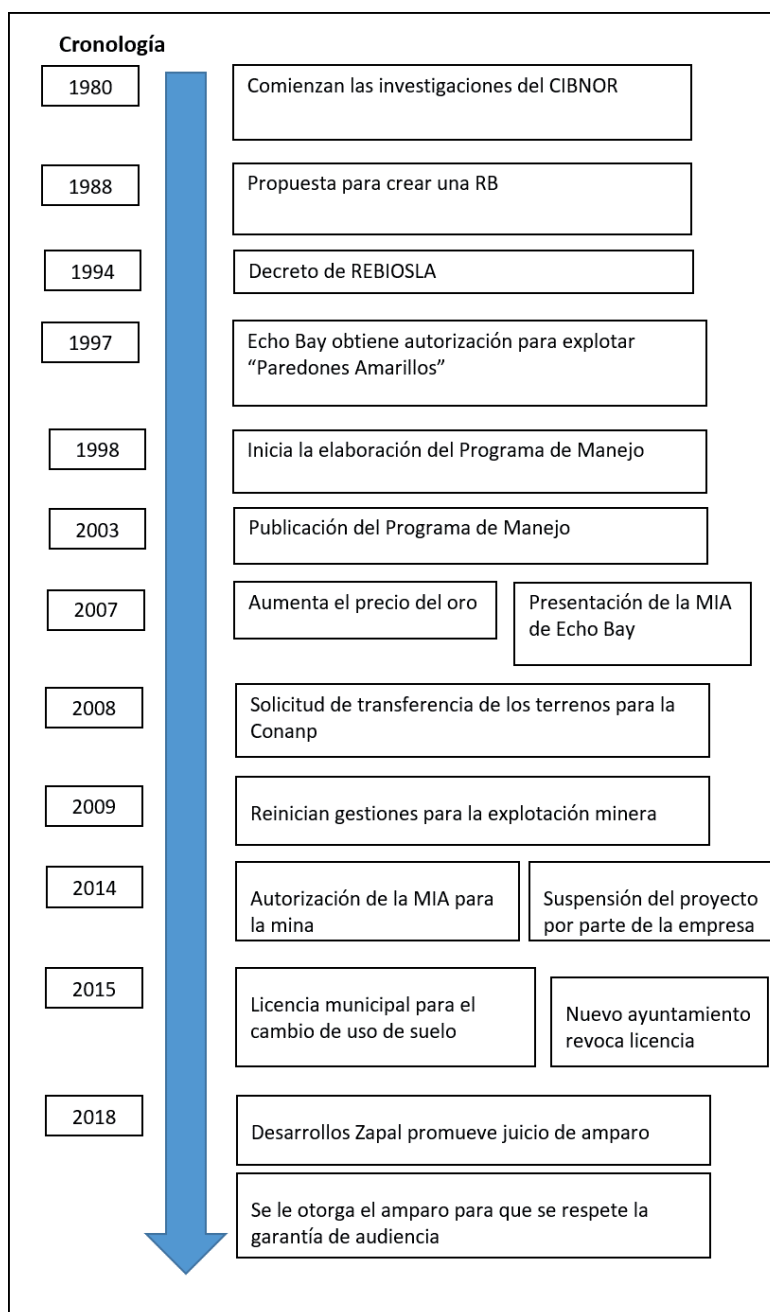 Cronología
1980
Comienzan las investigaciones del CIBNOR
1988
Propuesta para crear una RB
1994
Decreto de REBIOSLA
1997
Echo Bay obtiene autorización para explotar
“Paredones Amarillos”
1998
Inicia la elaboración del Programa de Manejo
2003
Publicación del Programa de Manejo
2007
Aumenta el precio del oro
Presentación de la MIA
de Echo Bay
2008
Solicitud de transferencia de los terrenos para la
Conanp
2009
Reinician gestiones para la explotación minera
2014
Autorización de la MIA para
la mina
Suspensión del proyecto
por parte de la empresa
2015
Licencia municipal para el
cambio de uso de suelo
Nuevo ayuntamiento
revoca licencia
2018
Desarrollos Zapal promueve juicio de amparo
Se le otorga el amparo para que se respete la
garantía de audiencia